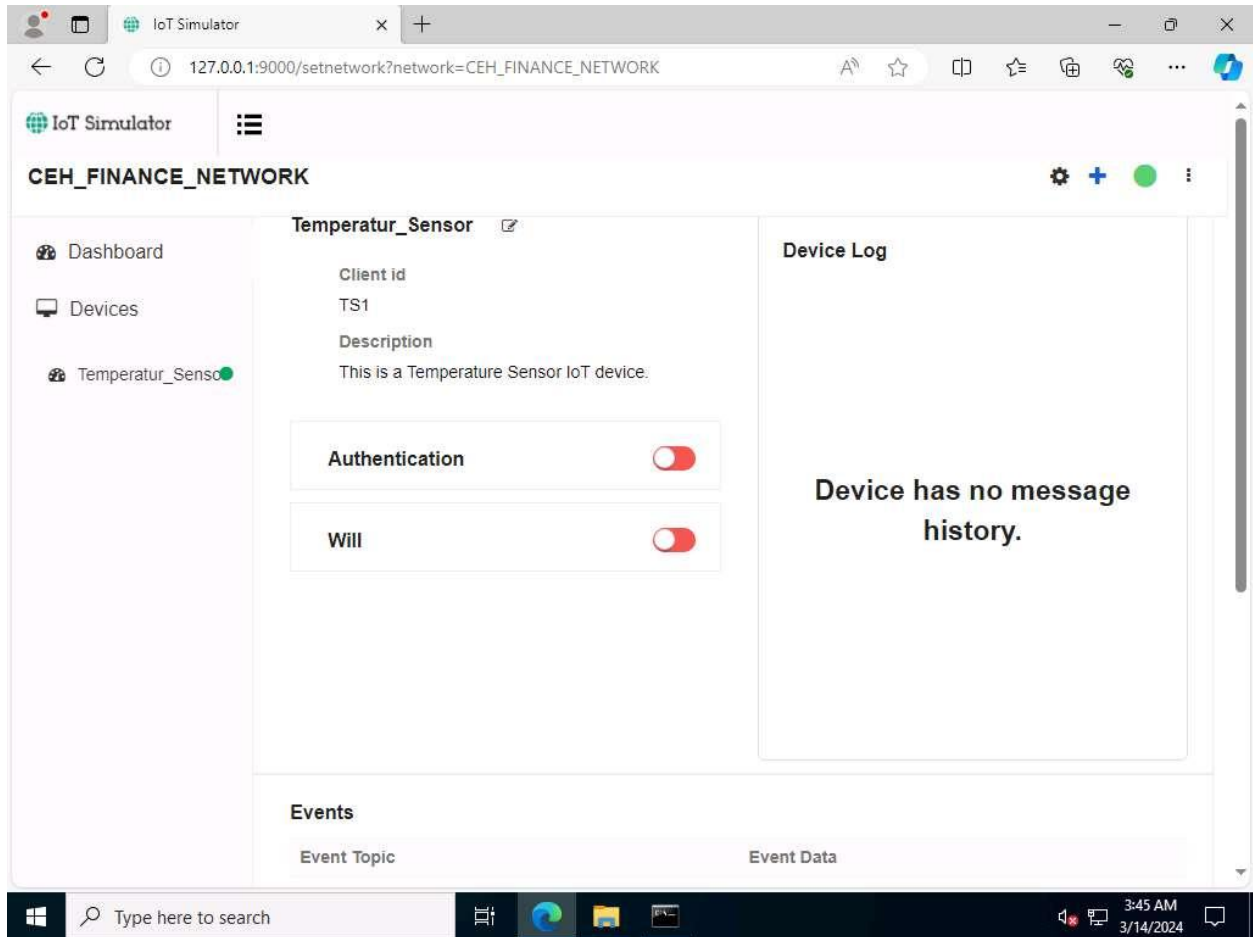 IoT Simulator
127.0.0.1:9000/setnetwork?network=CEH_FINANCE_NETWORK
IoT Simulator
CEH_FINANCE_NETWORK
Dashboard
Devices
Temperatur_Senso
Temperatur_Sensor
Client id
TS1
Description
This is a Temperature Sensor IoT device.
Authentication
Will
Device Log
Device has no message
history.
Events
Event Topic Event Data
Type here to search
3:45 AM
3/14/2024